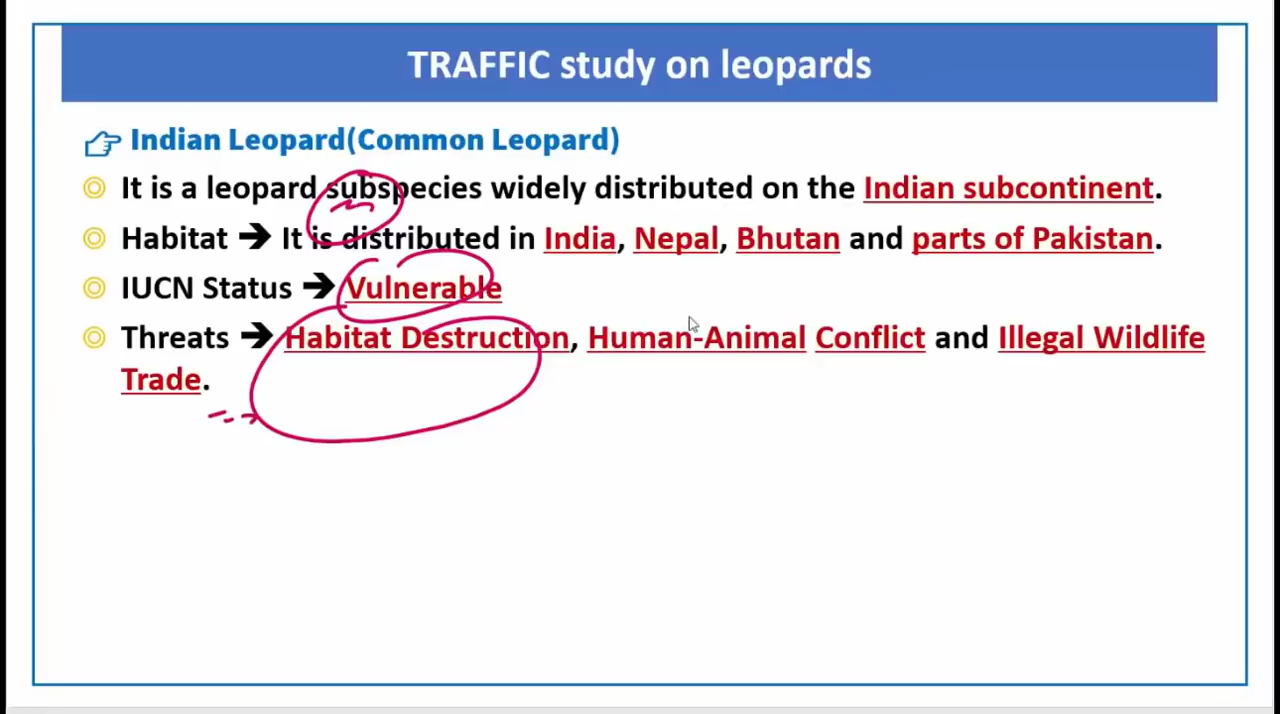 TRAFFIC study on leopards
Indian Leopard(Common Leopard)
It is a leopard subspecies widely distributed on the Indian subcontinent.
Habitat ➔ It is distributed in India, Nepal, Bhutan and parts of Pakistan.
IUCN Status ➔ Vulnerable
Threats ➔ Habitat Destruction, Human-Animal Conflict and Illegal Wildlife
Trade.